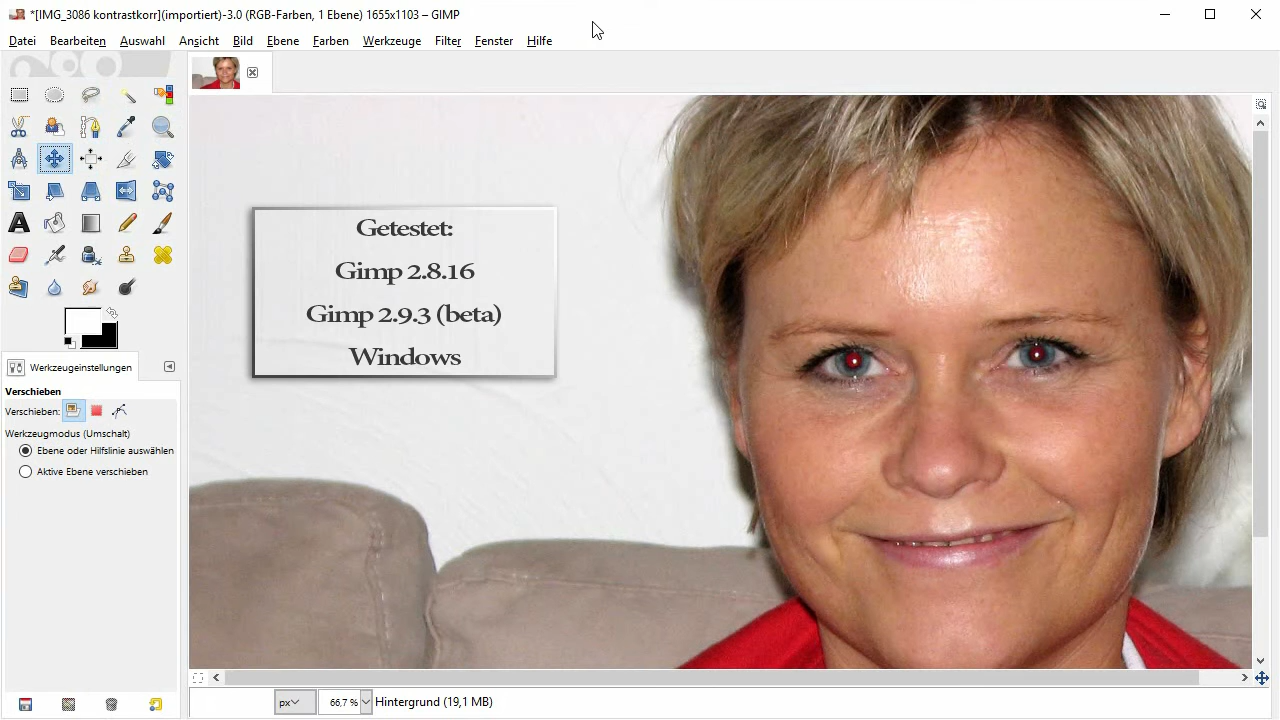 *[IMG_3086 kontrastkorr](importiert)-3.0 (RGB-Farben, 1 Ebene) 1655x1103 – GIMP
Datei Bearbeiten Auswahl Ansicht Bild Ebene Farben Werkzeuge Filter Fenster Hilfe
Getestet:
Gimp 2.8.16
Gimp 2.9.3 (beta)
Windows
Werkzeugeinstellungen
Verschieben
Verschieben:
Werkzeugmodus (Umschalt)
Ebene oder Hilfslinie auswählen
Aktive Ebene verschieben
px 66,7 % Hintergrund (19,1 MB)